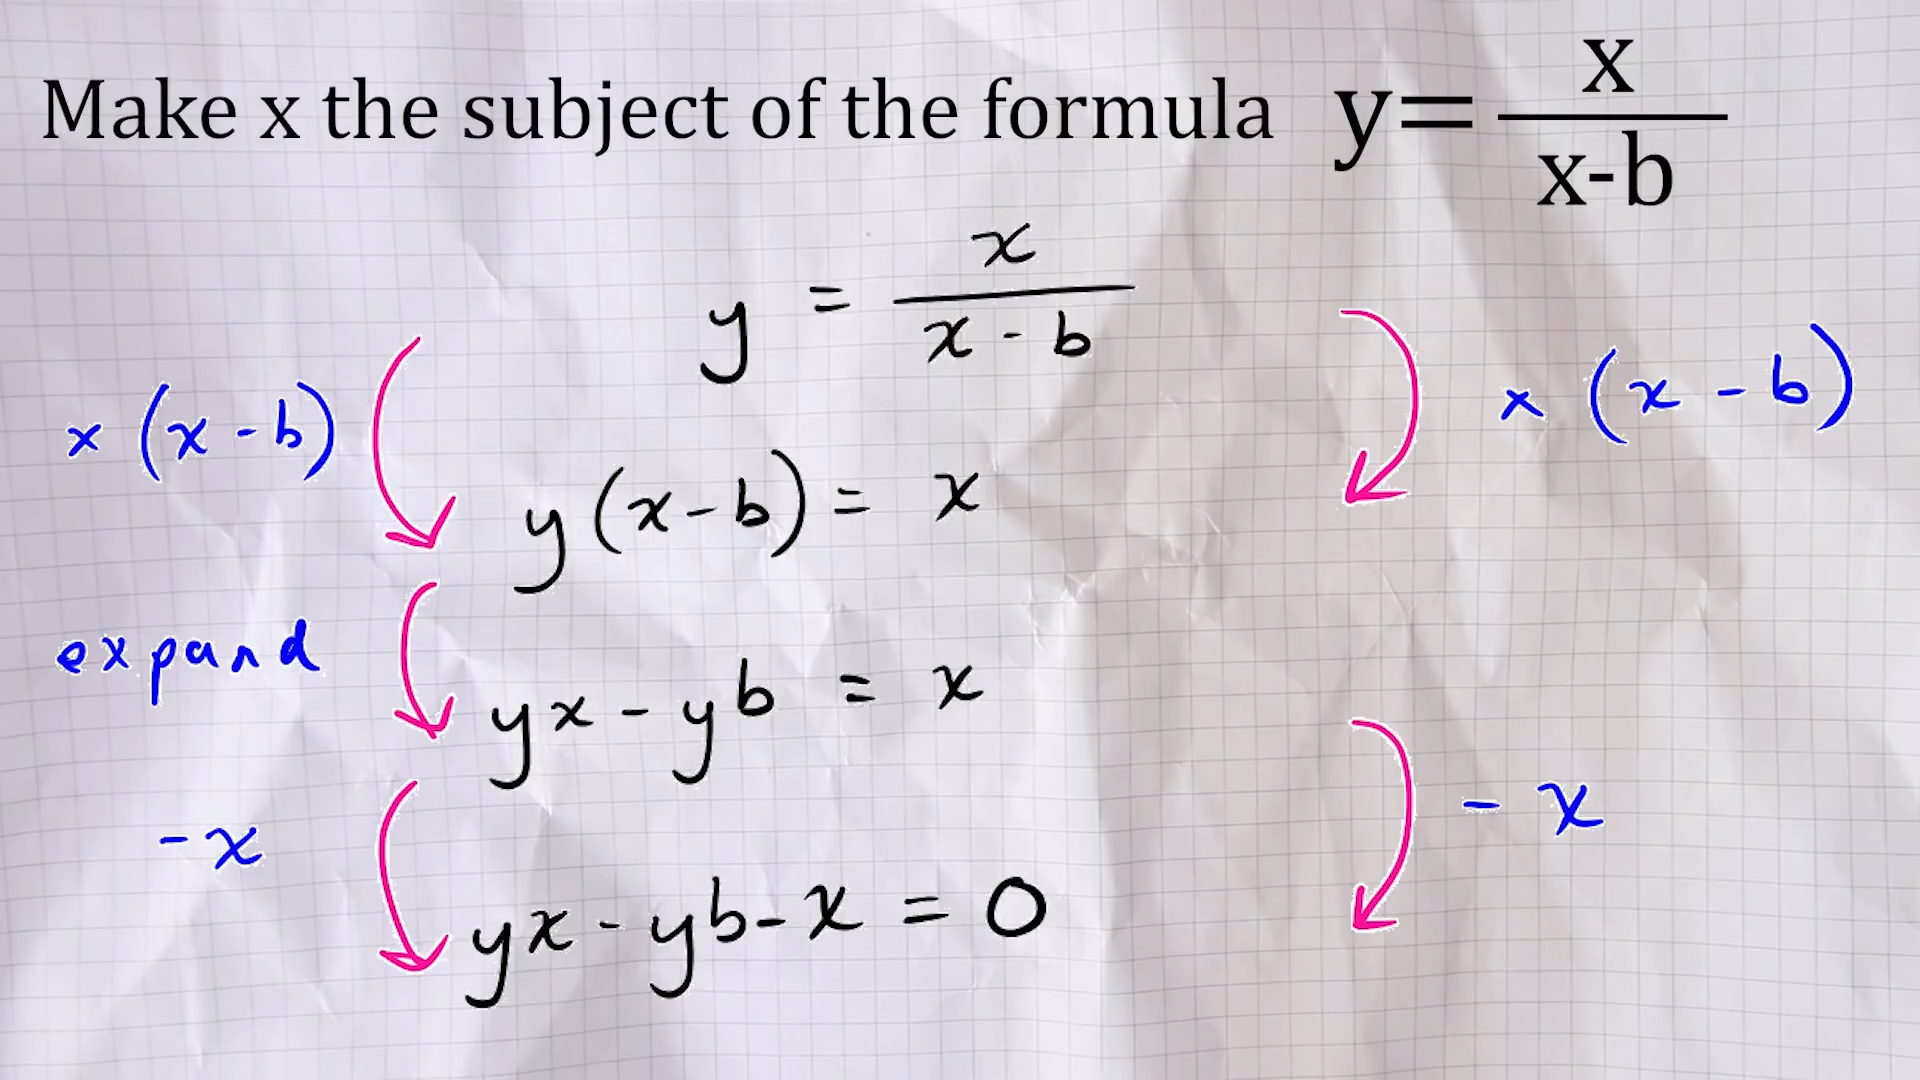 Make x the subject of the formula y= x/(x-b)
y = x/(x - b)
× (x - b)
× (x - b)
y (x - b) = x
expand
yx - yb = x
- x
- x
yx - yb - x = 0